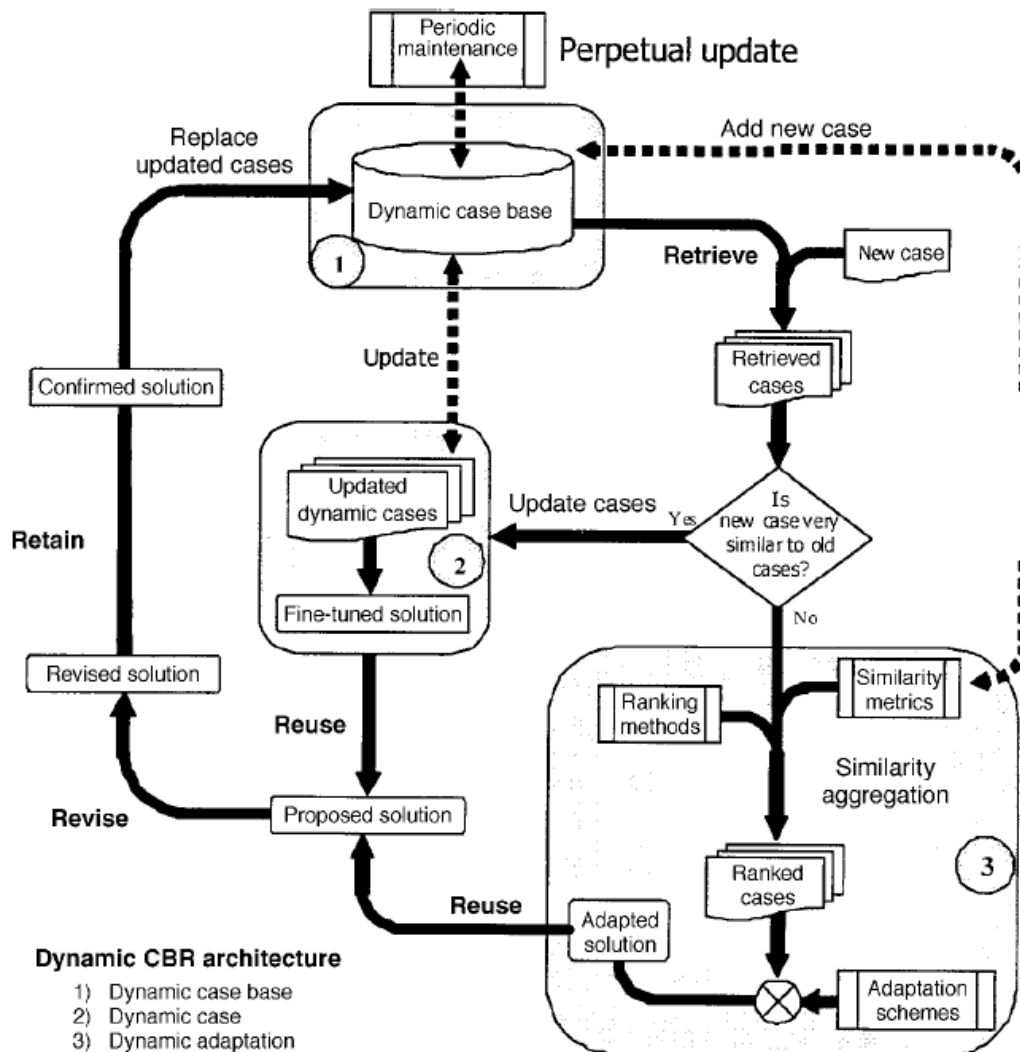 Periodic
maintenance
Perpetual update
Replace
updated cases
Add new case
Dynamic case base
1
Retrieve
New case
Update
Retrieved
cases
Confirmed solution
Updated
dynamic cases
Update cases
Yes
Is
new case very
similar to old
cases?
Retain
2
Fine-tuned solution
No
Revised solution
Ranking
methods
Similarity
metrics
Reuse
Similarity
aggregation
Revise
Proposed solution
Ranked
cases
3
Reuse
Adapted
solution
Adaptation
schemes
Dynamic CBR architecture
1) Dynamic case base
2) Dynamic case
3) Dynamic adaptation